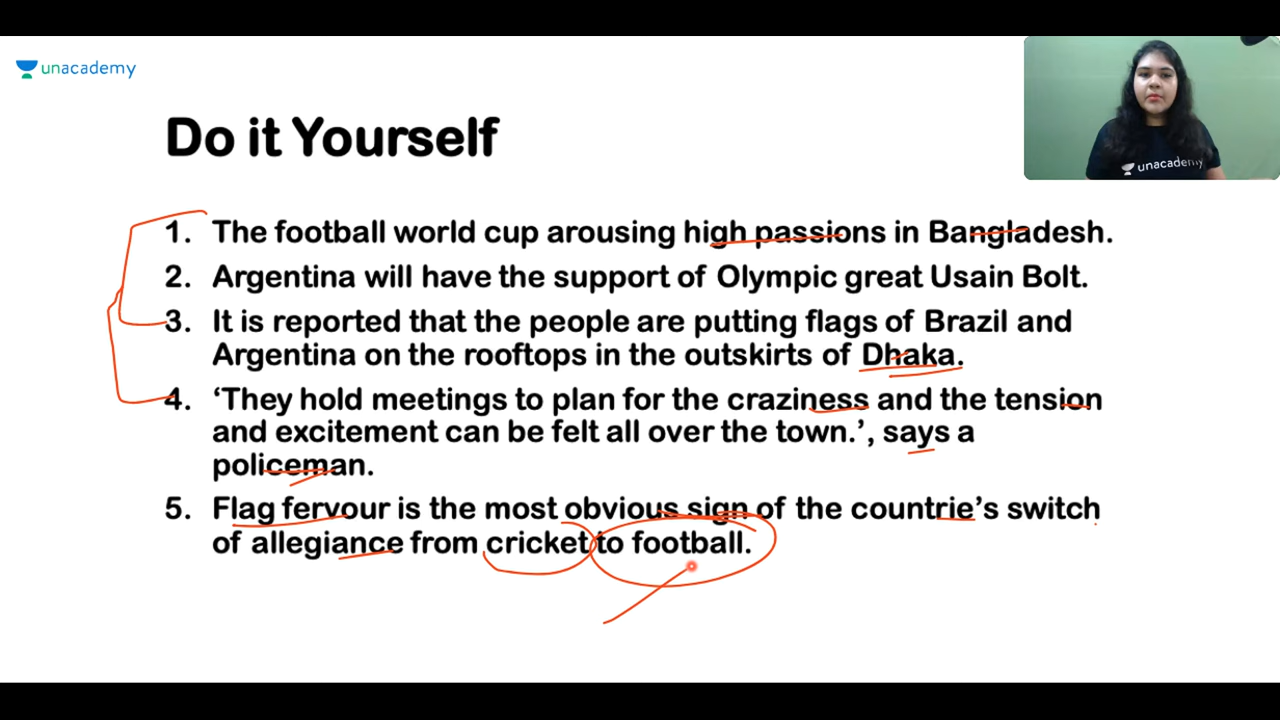 unacademy
unacademy
Do it Yourself
1. The football world cup arousing high passions in Bangladesh.
2. Argentina will have the support of Olympic great Usain Bolt.
3. It is reported that the people are putting flags of Brazil and
Argentina on the rooftops in the outskirts of Dhaka.
4. ‘They hold meetings to plan for the craziness and the tension
and excitement can be felt all over the town.’, says a
policeman.
5. Flag fervour is the most obvious sign of the countrie’s switch
of allegiance from cricket to football.